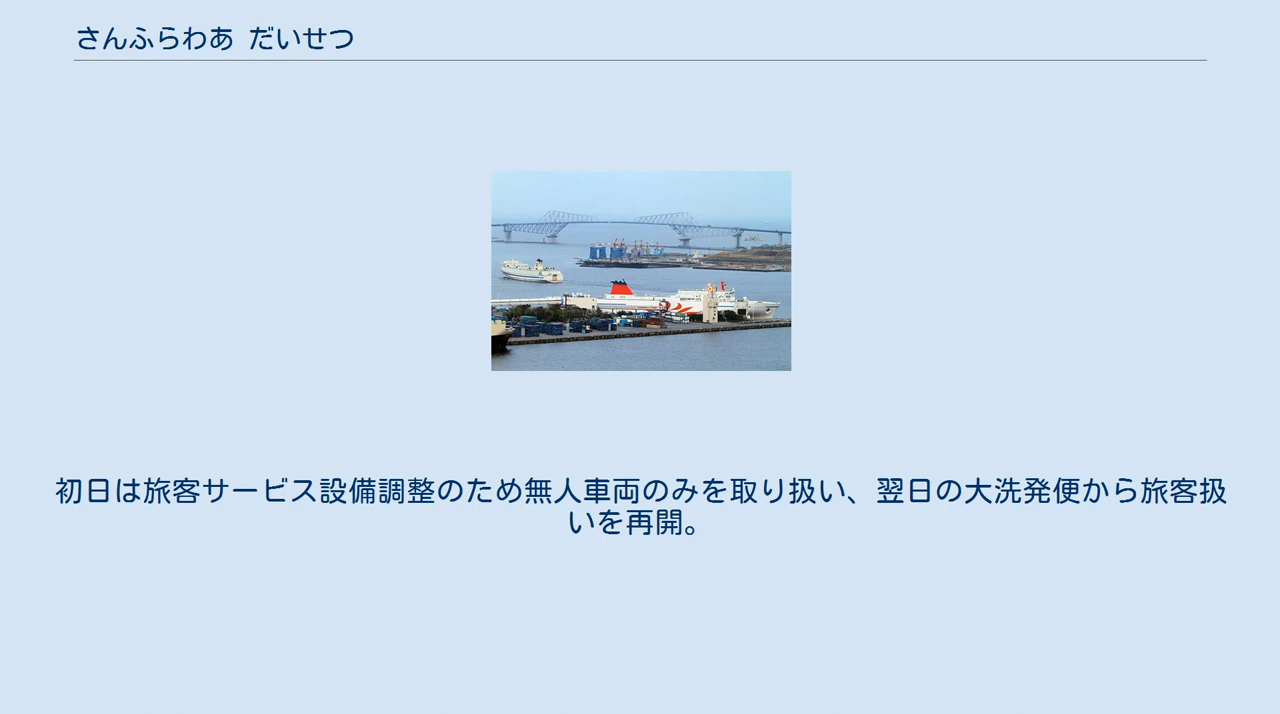 さんふらわあ だいせつ
初日は旅客サービス設備調整のため無人車両のみを取り扱い、翌日の大洗発便から旅客扱
いを再開。